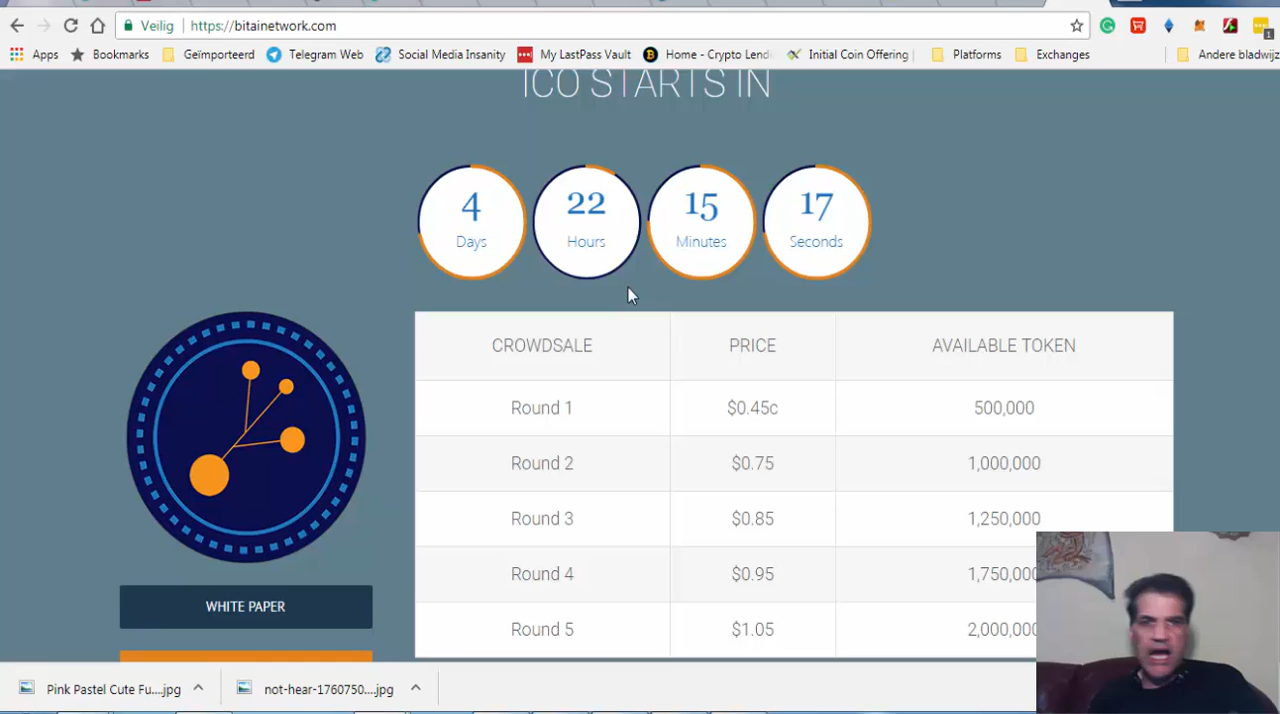 Veilig
https://bitainetwork.com
1
Apps
Bookmarks
Geïmporteerd
Telegram Web
Social Media Insanity
My LastPass Vault
Home - Crypto Lend
Initial Coin Offering
Platforms
Exchanges
Andere bladwijz
ICO STARTS IN
4
22
15
17
Days
Hours
Minutes
Seconds
CROWDSALE PRICE AVAILABLE TOKEN
Round 1 $0.45c 500,000
Round 2 $0.75 1,000,000
Round 3 $0.85 1,250,000
Round 4 $0.95 1,750,000
Round 5 $1.05 2,000,000
WHITE PAPER
Pink Pastel Cute Fu....jpg
not-hear-1760750....jpg